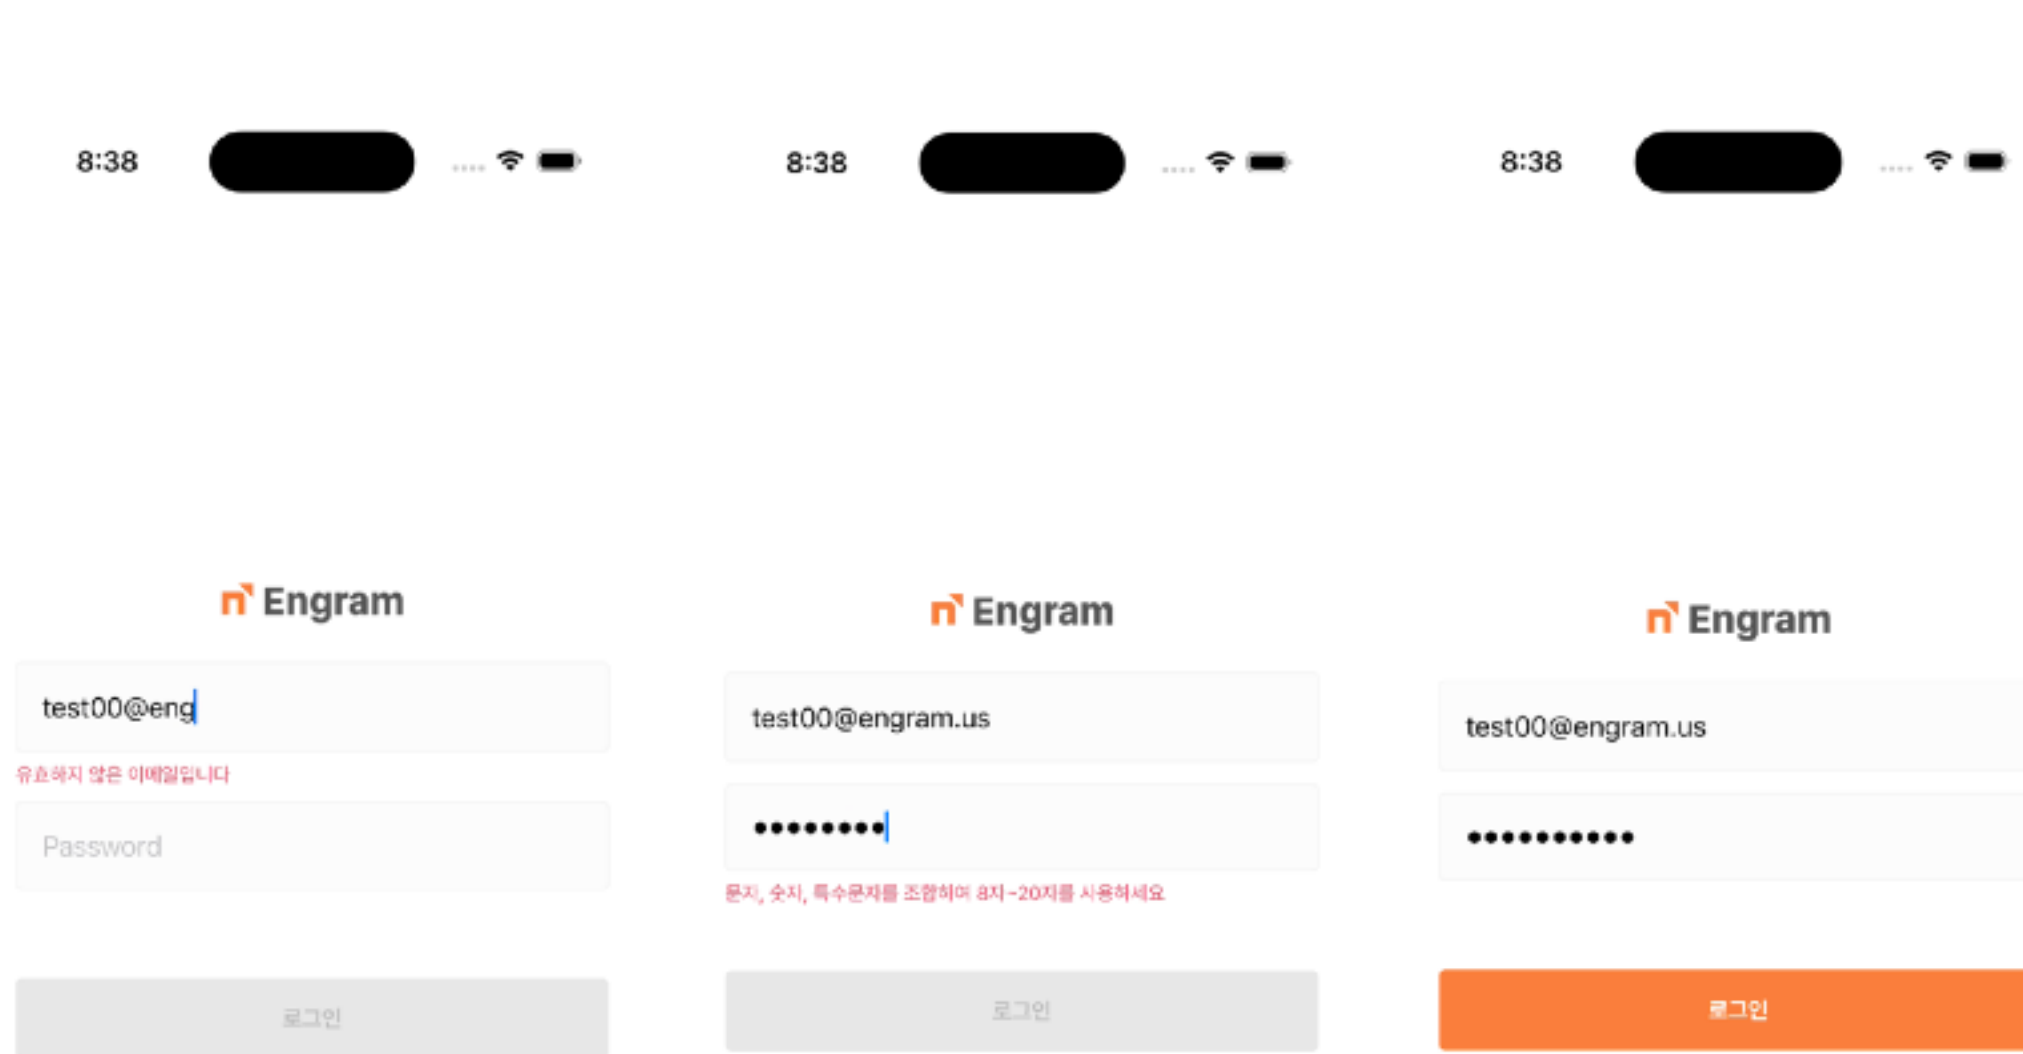 8:38
Engram
test00@eng
유효하지 않은 이메일입니다
Password
로그인
8:38
Engram
test00@engram.us
••••••••
문자, 숫자, 특수문자를 조합하여 8자~20자를 사용하세요
로그인
8:38
Engram
test00@engram.us
••••••••••
로그인